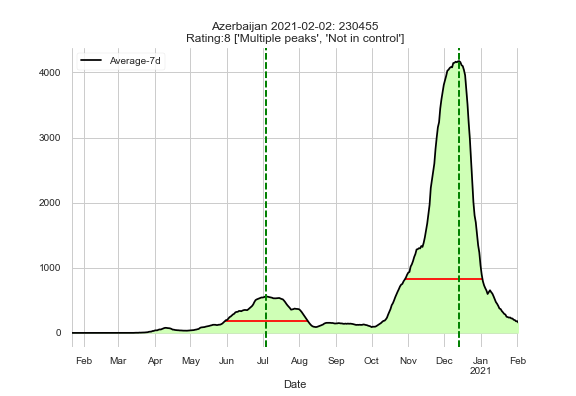 Azerbaijan 2021-02-02: 230455
Rating:8 ['Multiple peaks', 'Not in control']
Average-7d
4000
3000
2000
1000
0
Feb Mar Apr May Jun Jul Aug Sep Oct Nov Dec Jan Feb
2021
Date